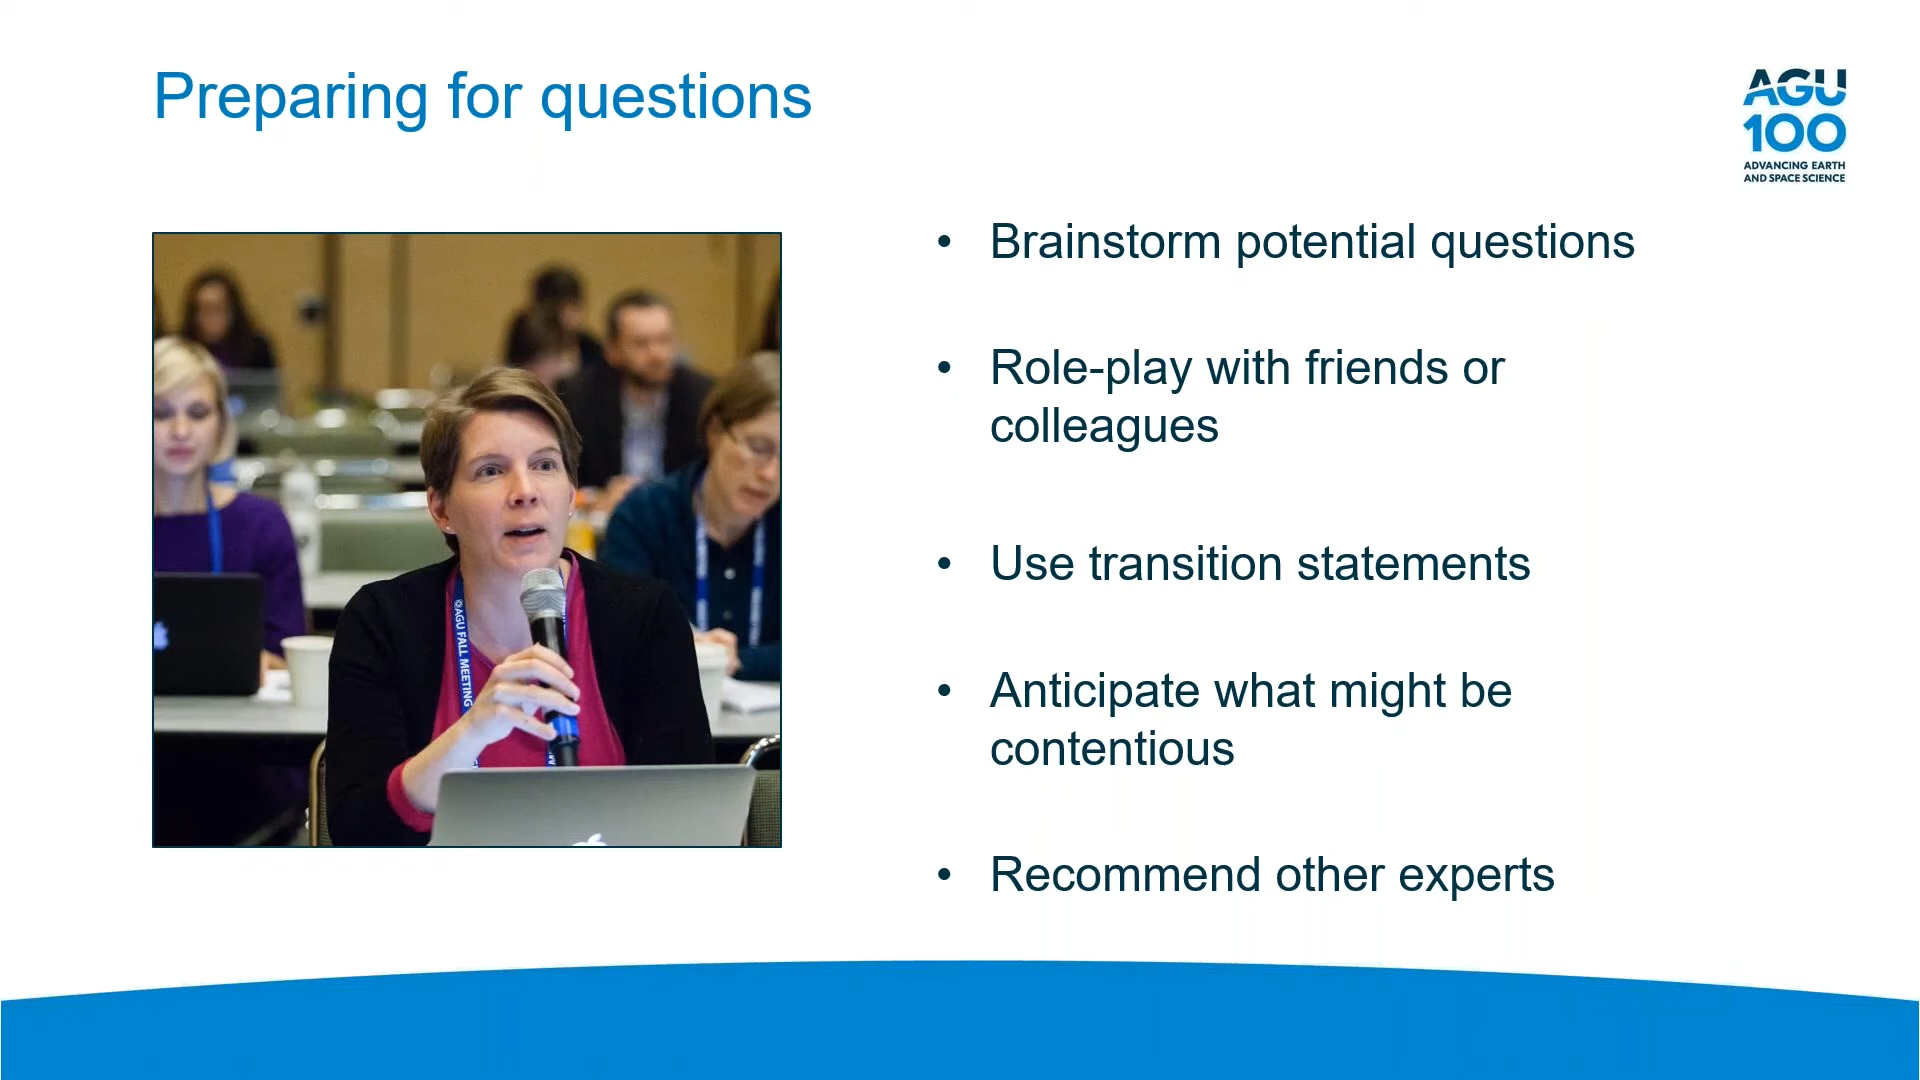 Preparing for questions
AGU
100
ADVANCING EARTH
AND SPACE SCIENCE
• Brainstorm potential questions
• Role-play with friends or
colleagues
• Use transition statements
• Anticipate what might be
contentious
• Recommend other experts
AGU FALL MEETING